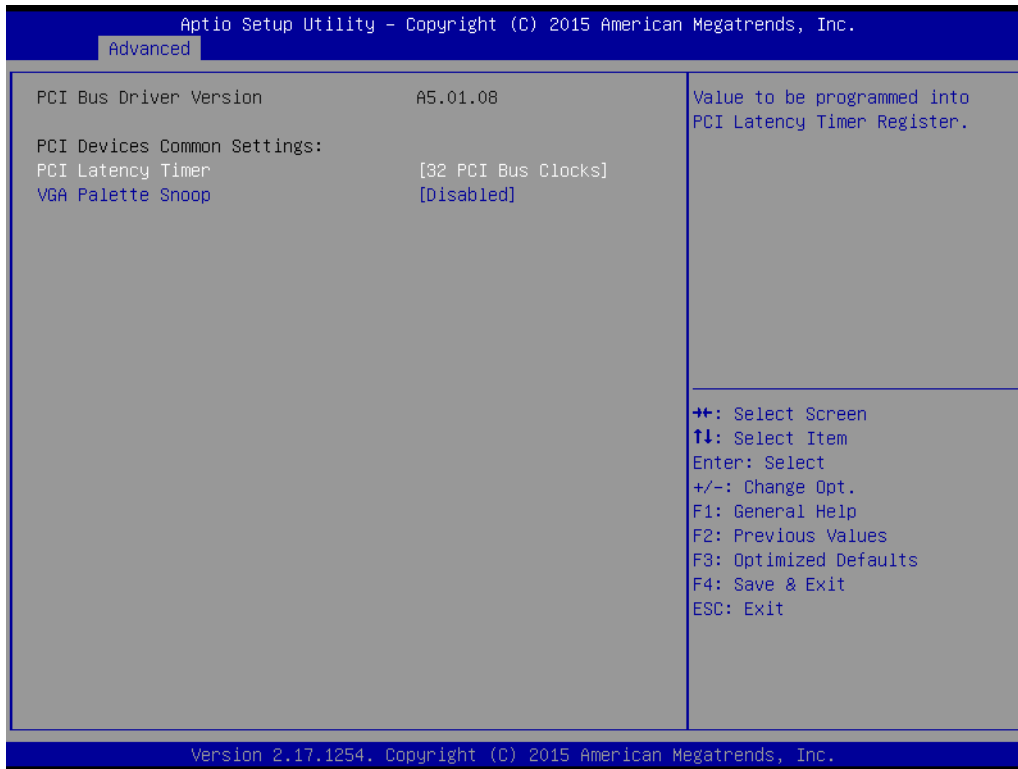 Aptio Setup Utility – Copyright (C) 2015 American Megatrends, Inc.
Advanced
PCI Bus Driver Version A5.01.08
PCI Devices Common Settings:
PCI Latency Timer [32 PCI Bus Clocks]
VGA Palette Snoop [Disabled]
Value to be programmed into
PCI Latency Timer Register.
→←: Select Screen
↑↓: Select Item
Enter: Select
+/-: Change Opt.
F1: General Help
F2: Previous Values
F3: Optimized Defaults
F4: Save & Exit
ESC: Exit
Version 2.17.1254. Copyright (C) 2015 American Megatrends, Inc.